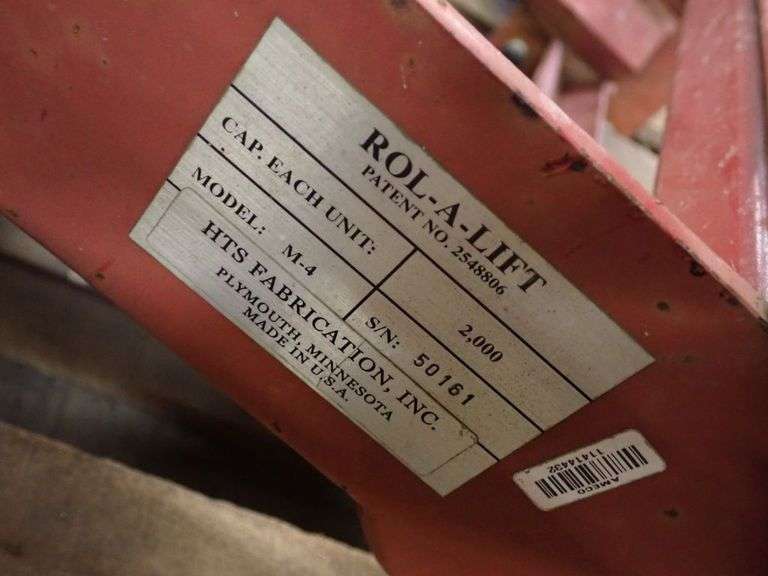 ROL-A-LIFT
PATENT NO. 2548806
CAP. EACH UNIT: 2,000
MODEL: M-4 S/N: 50161
HTS FABRICATION, INC.
PLYMOUTH, MINNESOTA
MADE IN U.S.A.
AMECO
11414432